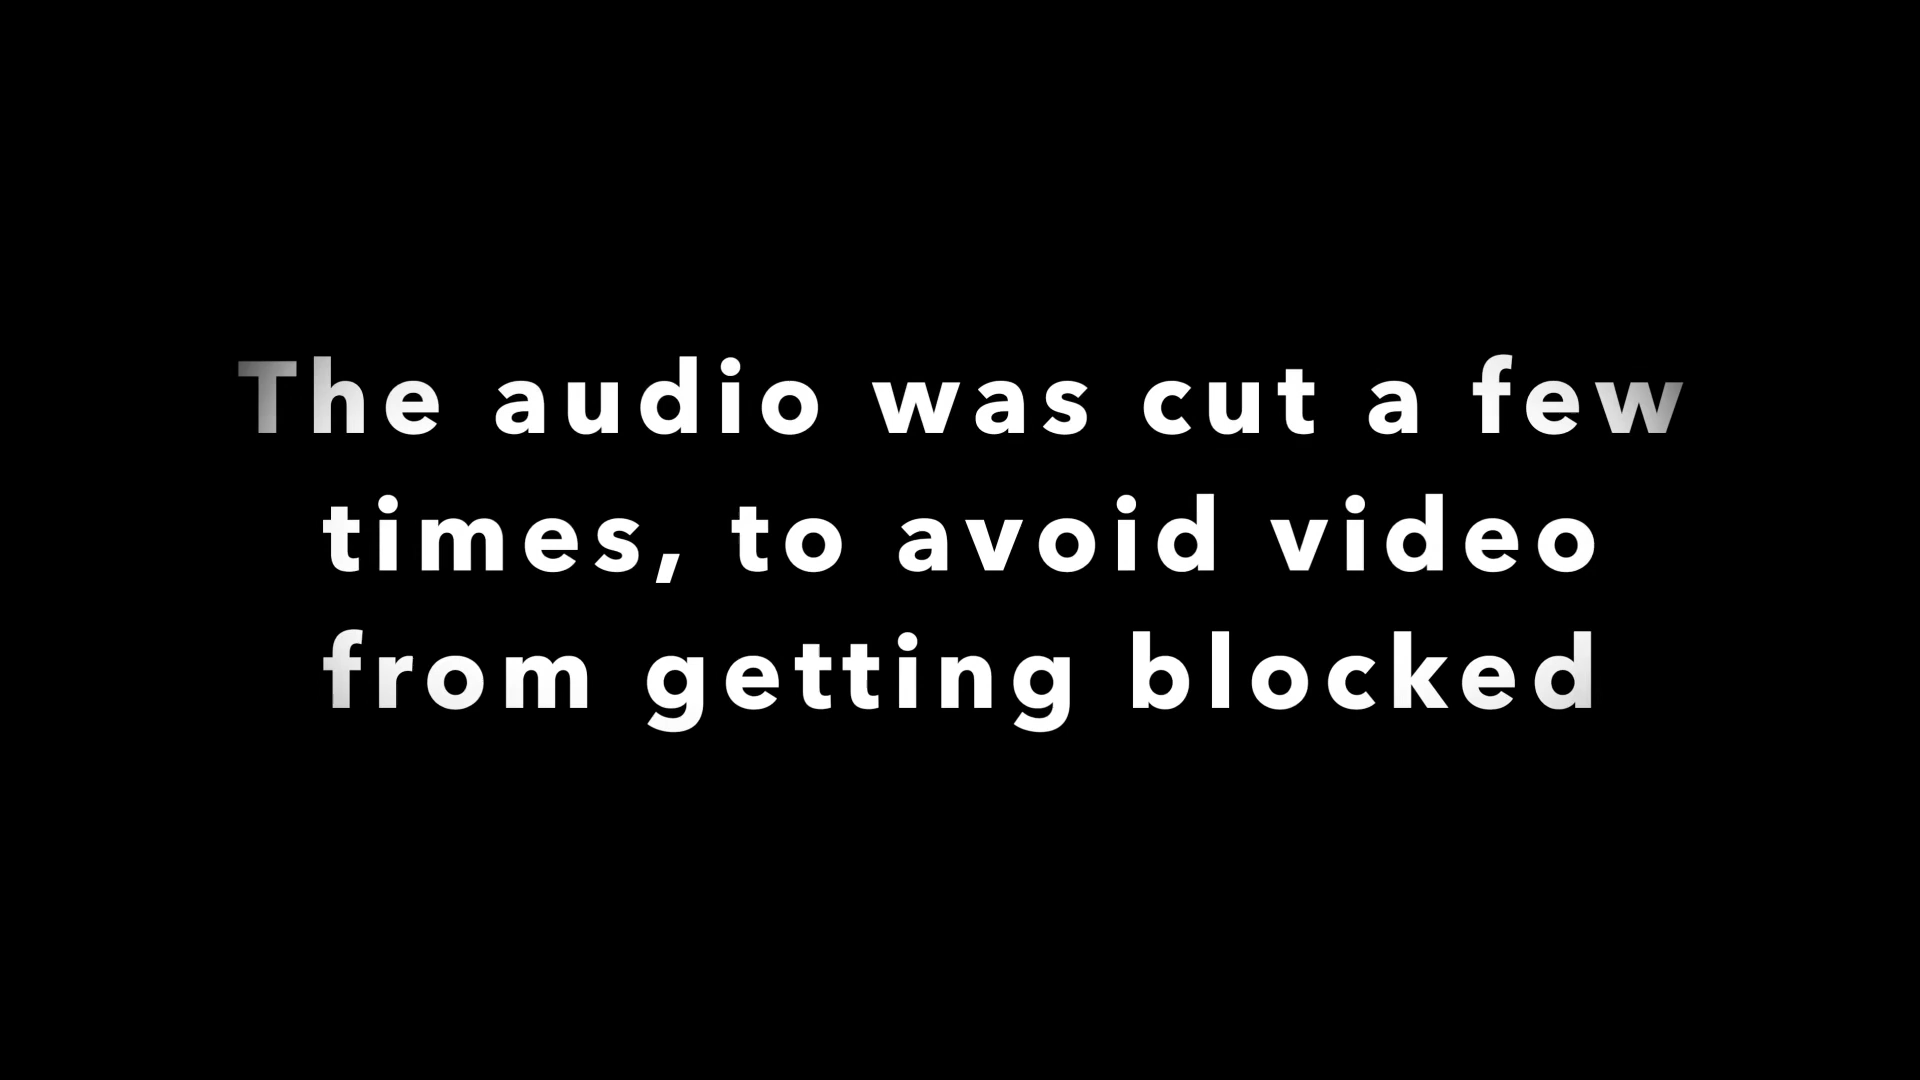 The audio was cut a few
times, to avoid video
from getting blocked